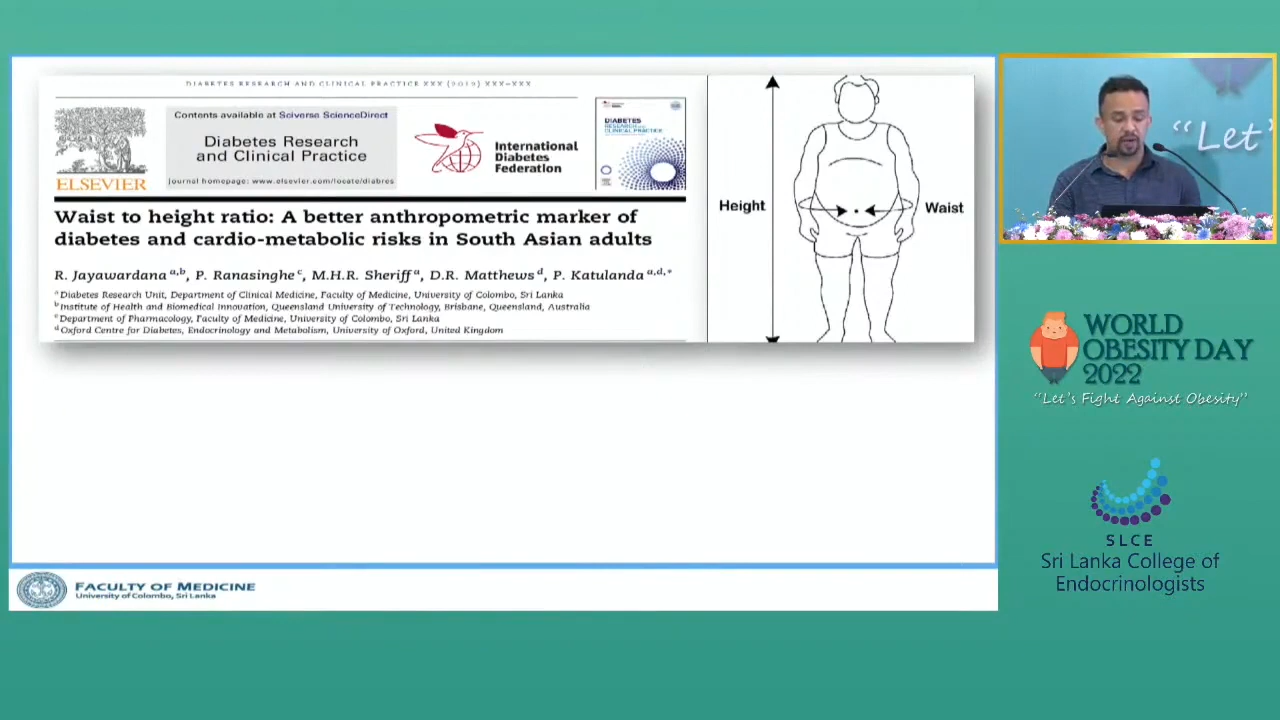 DIABETES RESEARCH AND CLINICAL PRACTICE XXX (2012) XXX–XXX
Contents available at Sciverse ScienceDirect
Diabetes Research
and Clinical Practice
journal homepage: www.elsevier.com/locate/diabres
ELSEVIER
International
Diabetes
Federation
DIABETES
RESEARCH AND
CLINICAL PRACTICE
Waist to height ratio: A better anthropometric marker of
diabetes and cardio-metabolic risks in South Asian adults
R. Jayawardana a,b, P. Ranasinghe c, M.H.R. Sheriff a, D.R. Matthews d, P. Katulanda a,d,*
a Diabetes Research Unit, Department of Clinical Medicine, Faculty of Medicine, University of Colombo, Sri Lanka
b Institute of Health and Biomedical Innovation, Queensland University of Technology, Brisbane, Queensland, Australia
c Department of Pharmacology, Faculty of Medicine, University of Colombo, Sri Lanka
d Oxford Centre for Diabetes, Endocrinology and Metabolism, University of Oxford, United Kingdom
Height
Waist
FACULTY OF MEDICINE
University of Colombo, Sri Lanka
“Let’
WORLD
OBESITY DAY
2022
“Let’s Fight Against Obesity”
SLCE
Sri Lanka College of
Endocrinologists